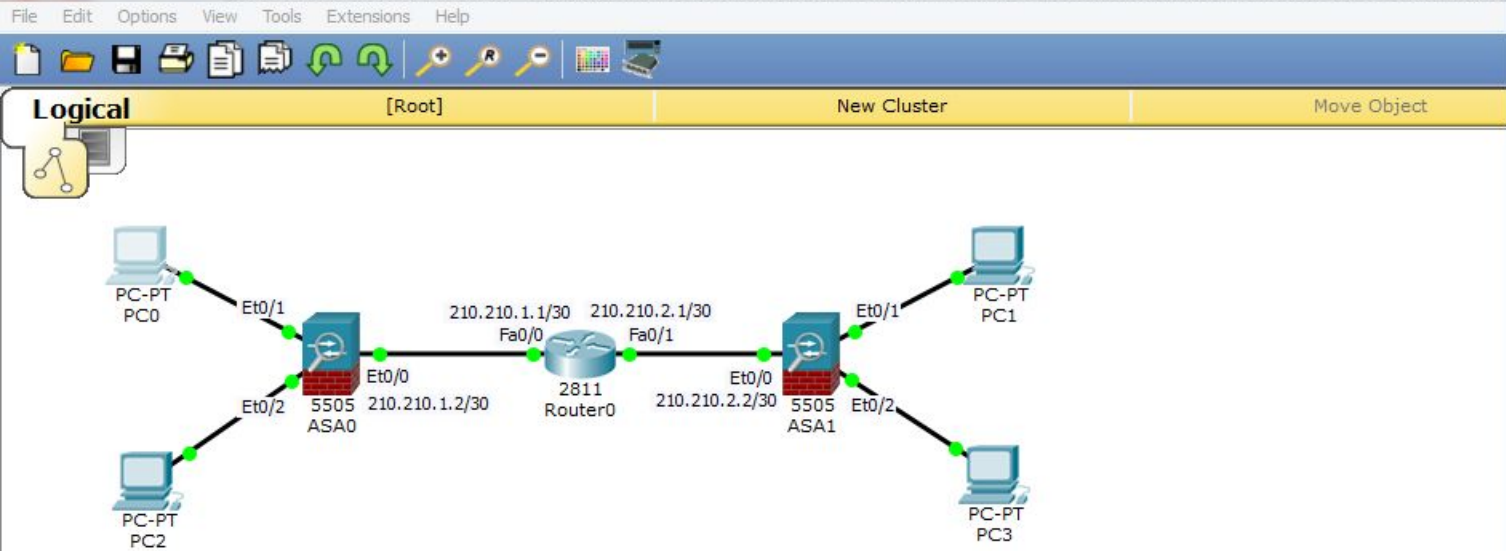 File Edit Options View Tools Extensions Help
R
Logical [Root] New Cluster Move Object
PC-PT
PC0
Et0/1
210.210.1.1/30 210.210.2.1/30
Fa0/0 Fa0/1
Et0/1
PC-PT
PC1
Et0/0
210.210.1.2/30
2811
Router0
Et0/0
210.210.2.2/30
Et0/2
5505
ASA0
5505
ASA1
Et0/2
PC-PT
PC2
PC-PT
PC3